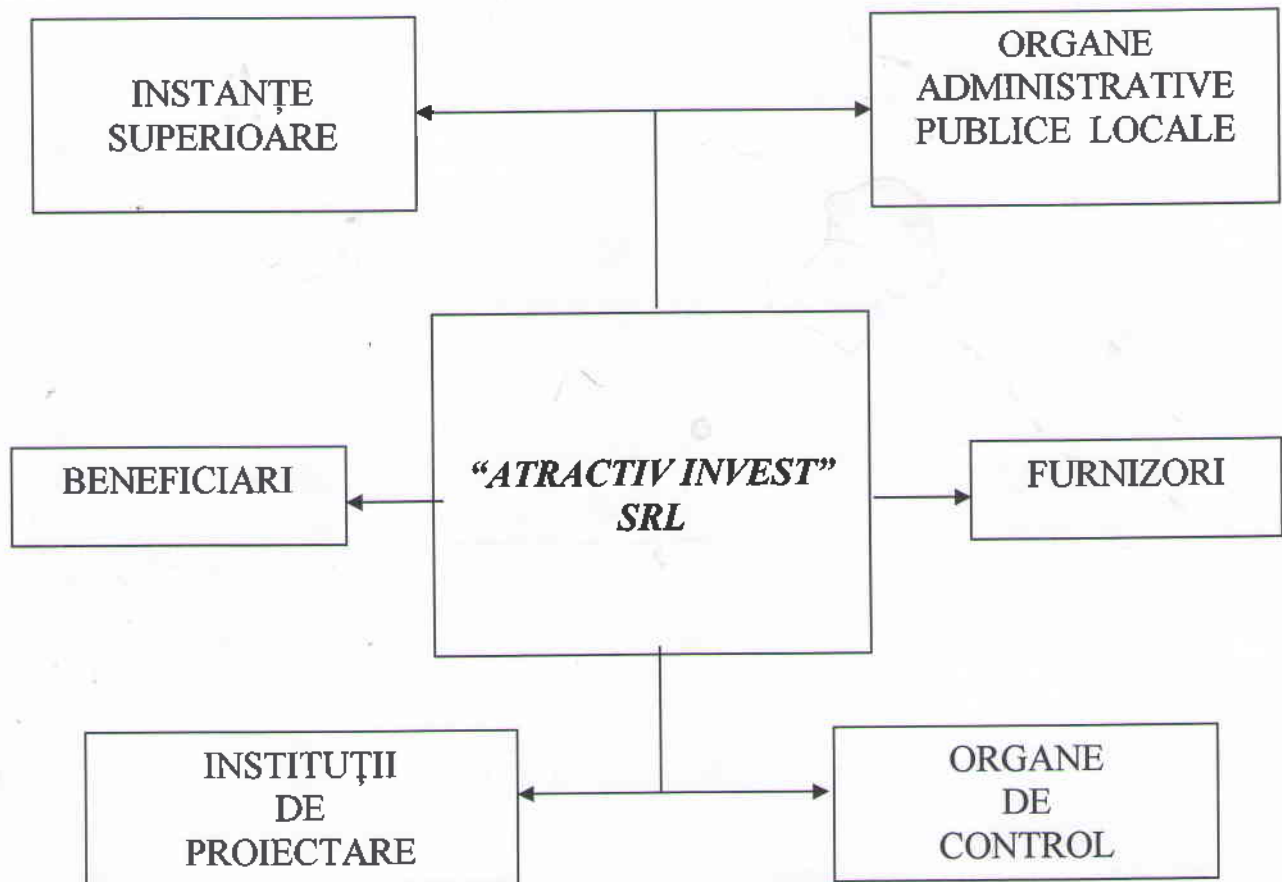 INSTANȚE
SUPERIOARE
ORGANE
ADMINISTRATIVE
PUBLICE LOCALE
BENEFICIARI
“ATRACTIV INVEST”
SRL
FURNIZORI
INSTITUȚII
DE
PROIECTARE
ORGANE
DE
CONTROL